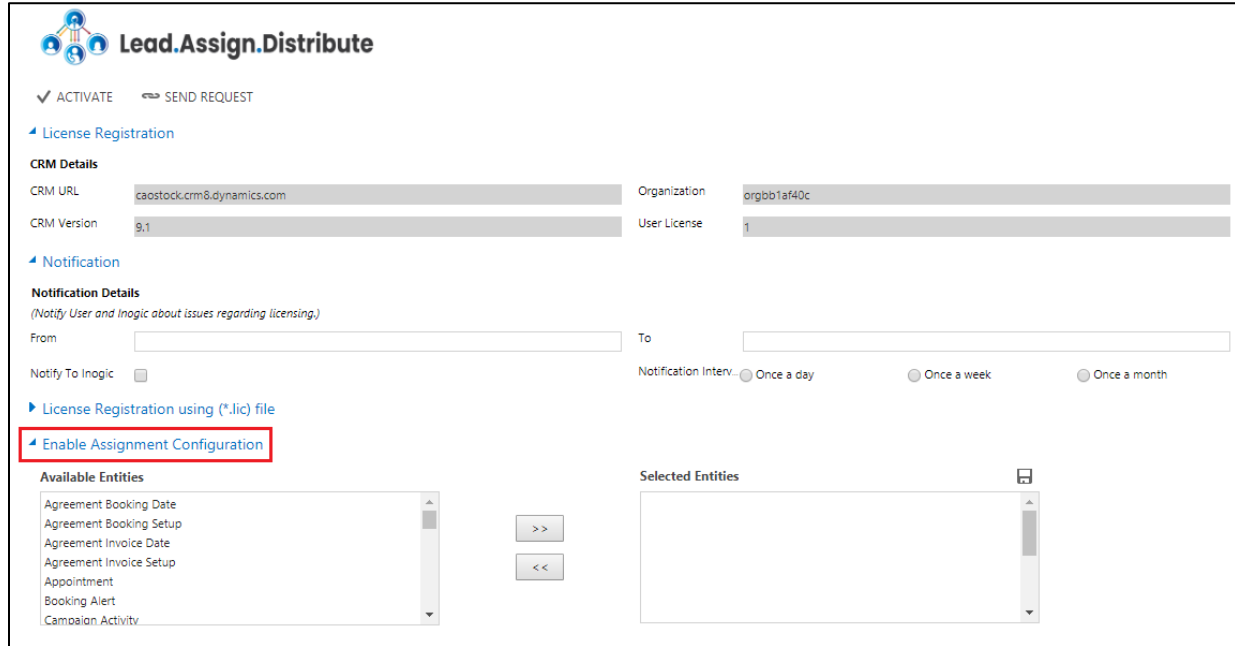 Lead.Assign.Distribute
ACTIVATE SEND REQUEST
License Registration
CRM Details
CRM URL caostock.crm8.dynamics.com Organization orgbb1af40c
CRM Version 9.1 User License 1
Notification
Notification Details
(Notify User and Inogic about issues regarding licensing.)
From To
Notify To Inogic Notification Interv... Once a day Once a week Once a month
License Registration using (*.lic) file
Enable Assignment Configuration
Available Entities Selected Entities
Agreement Booking Date
Agreement Booking Setup
>>
Agreement Invoice Date
Agreement Invoice Setup
<<
Appointment
Booking Alert
Campaign Activity